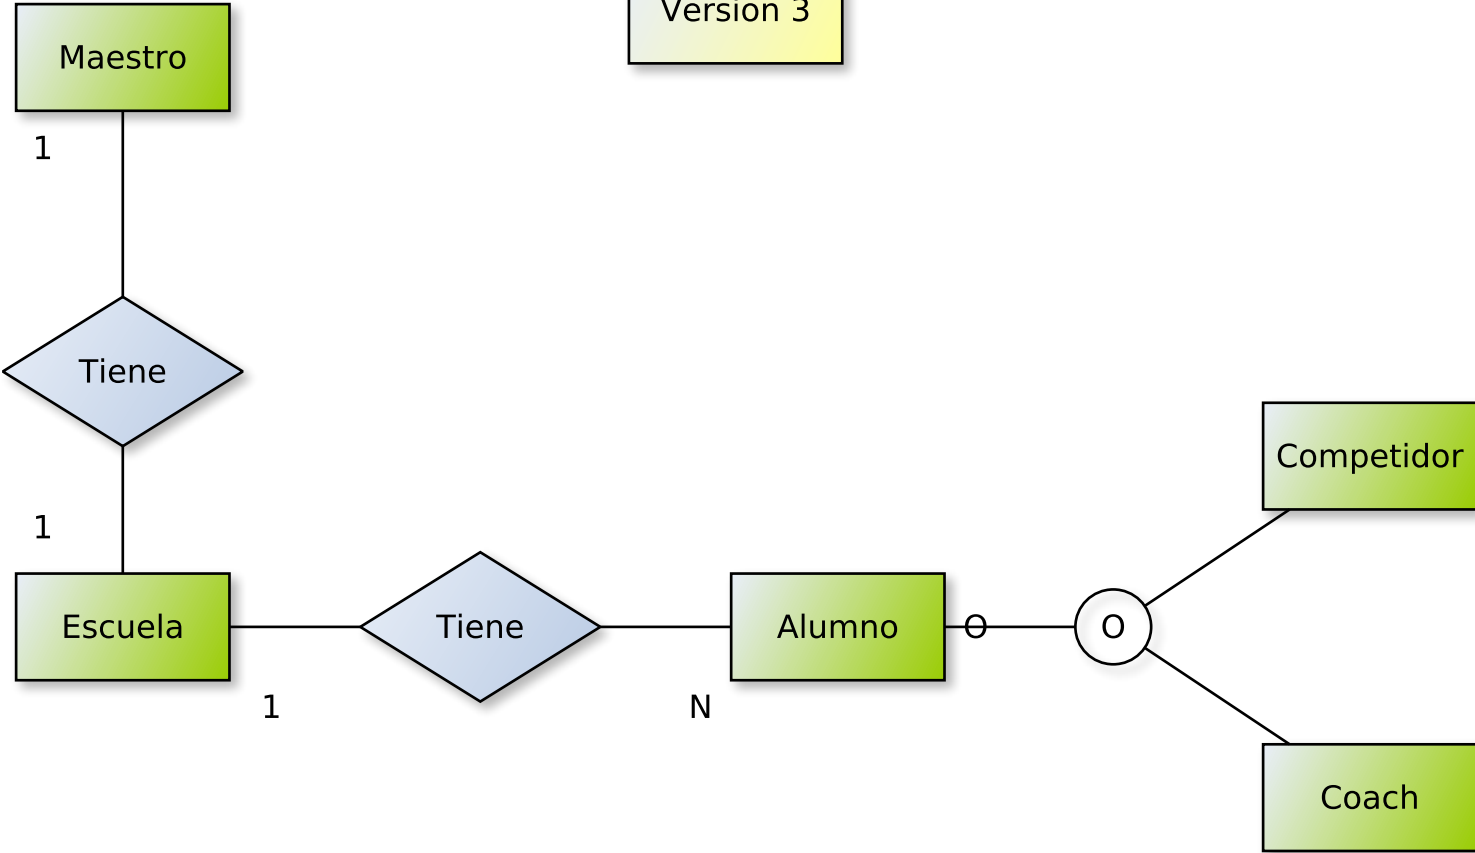 Version 3
Maestro
1
Tiene
Competidor
1
Escuela
Tiene
Alumno
O
O
1
N
Coach